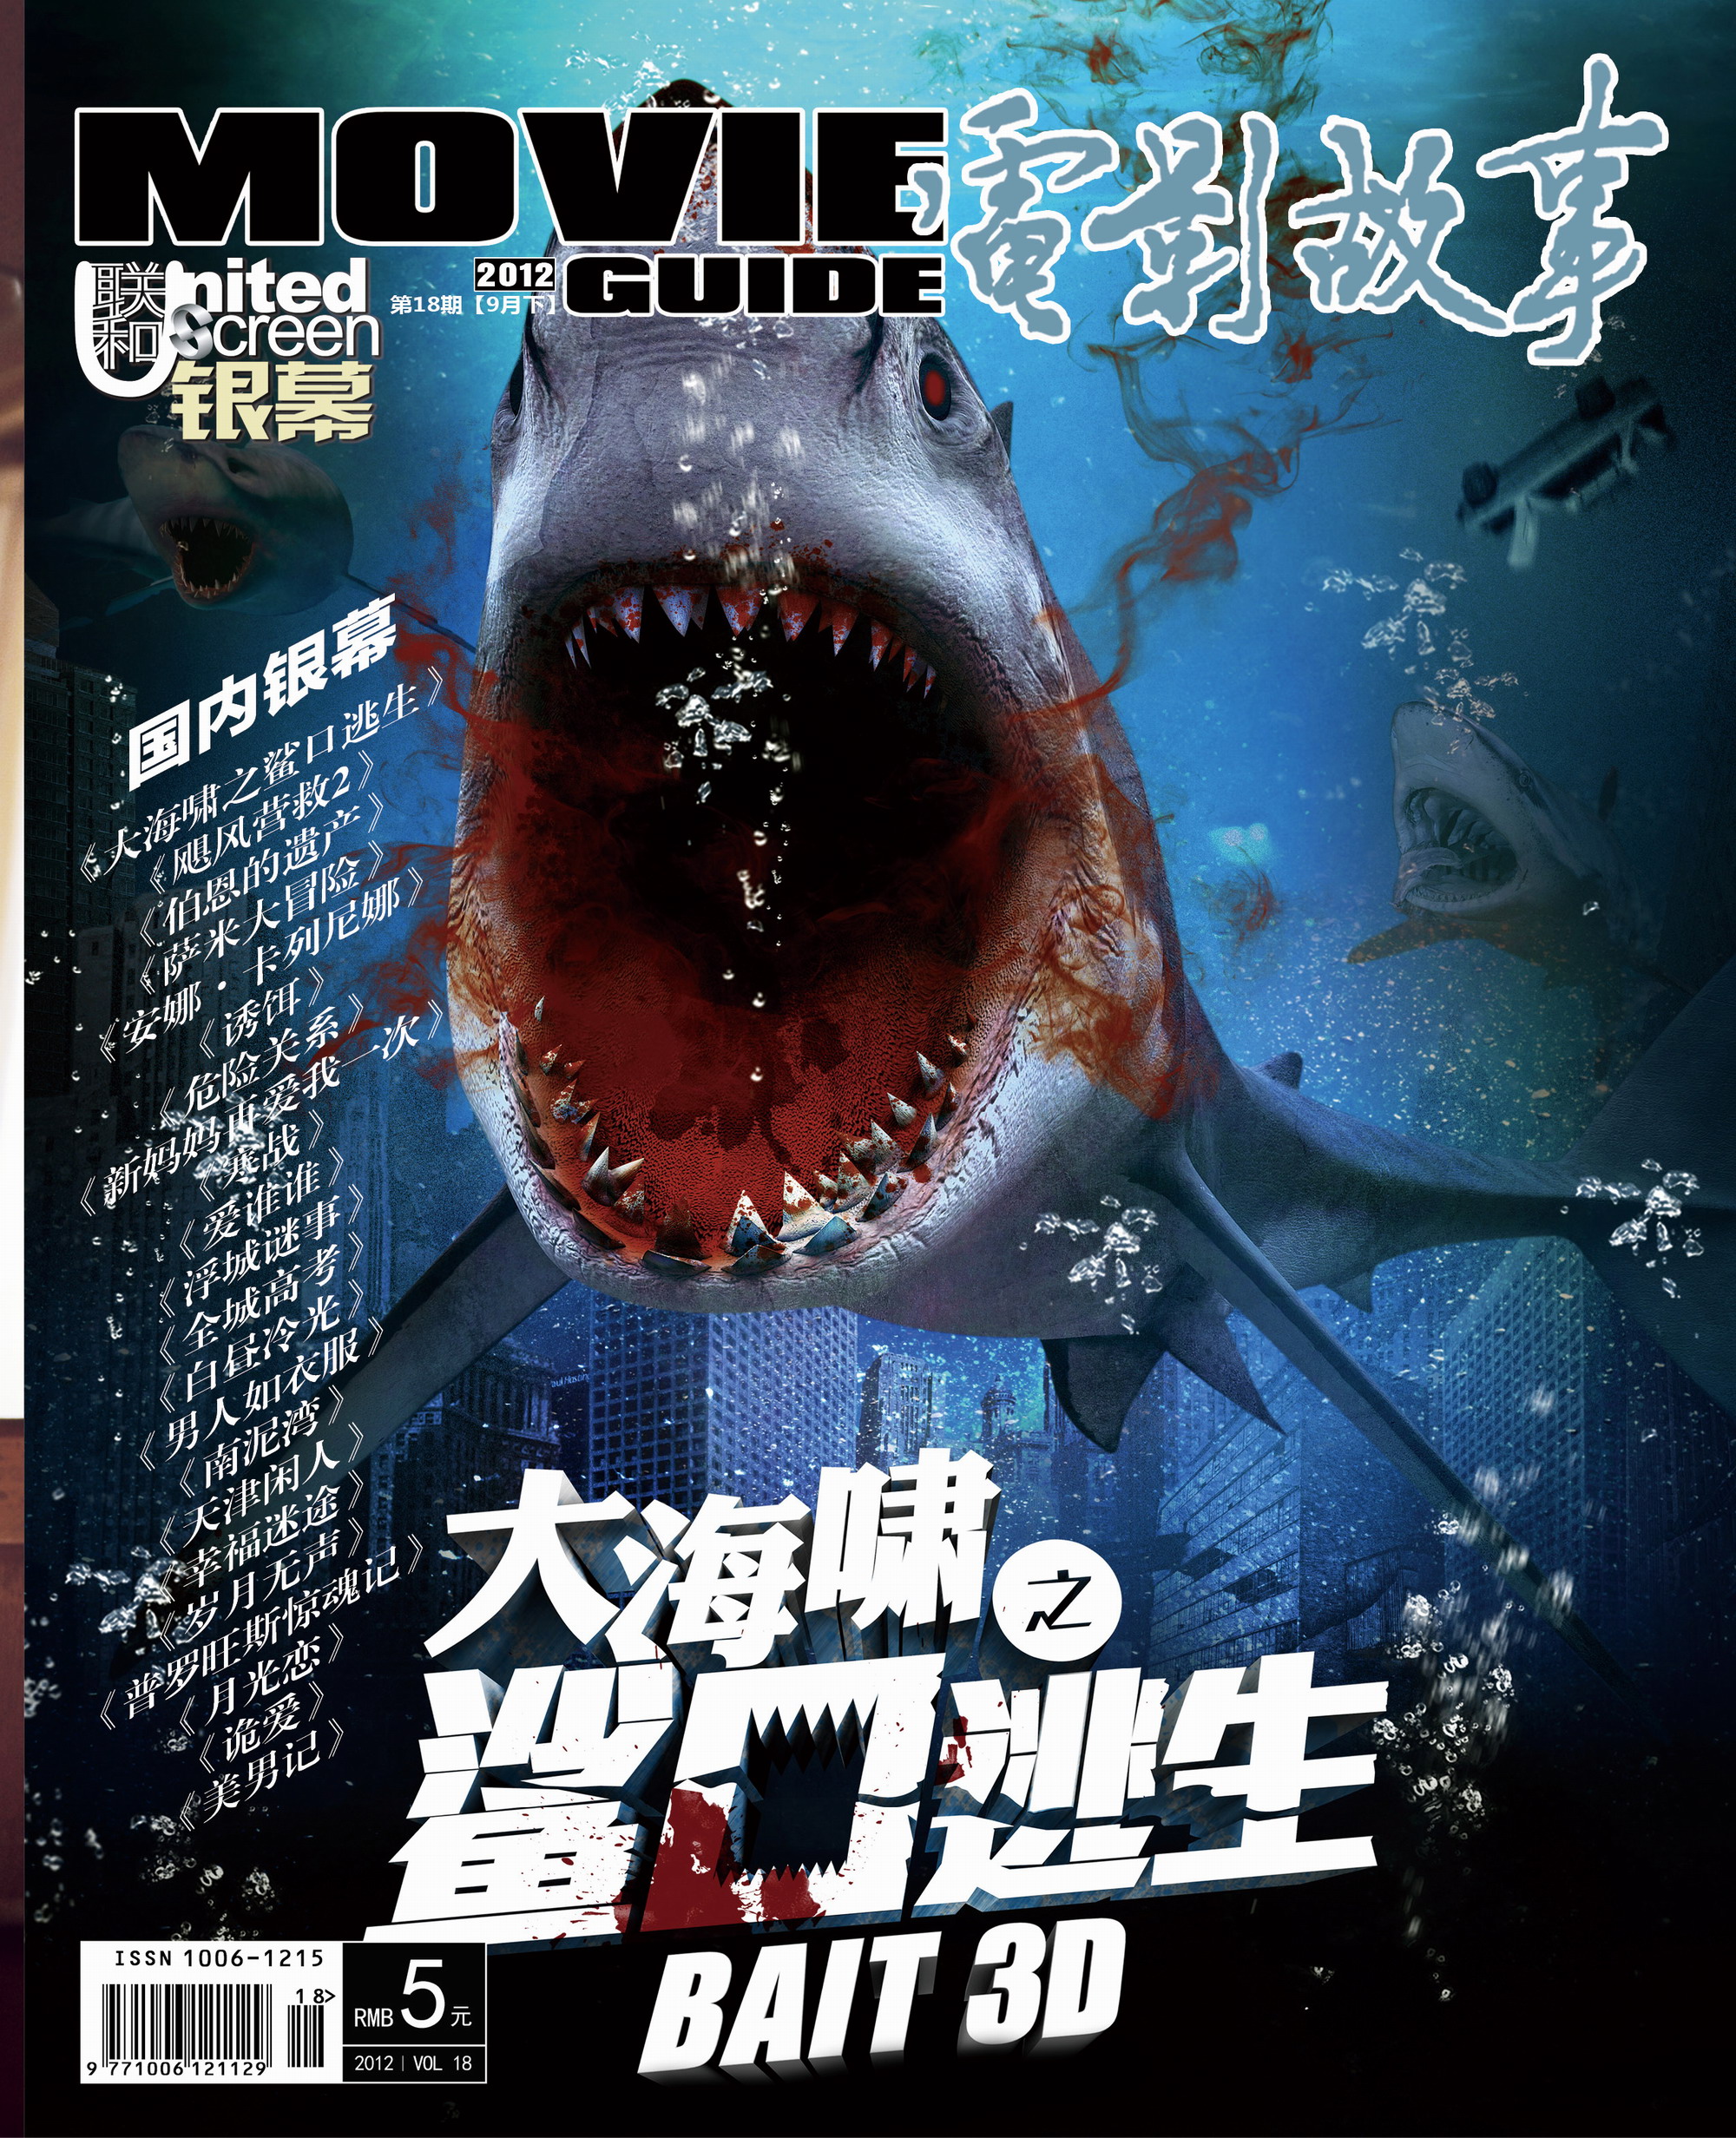 MOVIE 電影故事
GUIDE
2012
第18期【9月下】
联和
United
Screen
银幕
国内银幕
《大海啸之鲨口逃生》
《飓风营救2》
《伯恩的遗产》
《萨米大冒险》
《安娜·卡列尼娜》
《诱饵》
《危险关系》
《新妈妈再爱我一次》
《寒战》
《爱谁谁》
《浮城谜事》
《全城高考》
《白昼冷光》
《男人如衣服》
《南泥湾》
《天津闲人》
《幸福迷途》
《岁月无声》
《普罗旺斯惊魂记》
《月光恋》
《诡爱》
《美男记》
大海啸之
鲨口逃生
BAIT 3D
ISSN 1006-1215
18>
9 771006 121129
RMB 5元
2012 | VOL 18